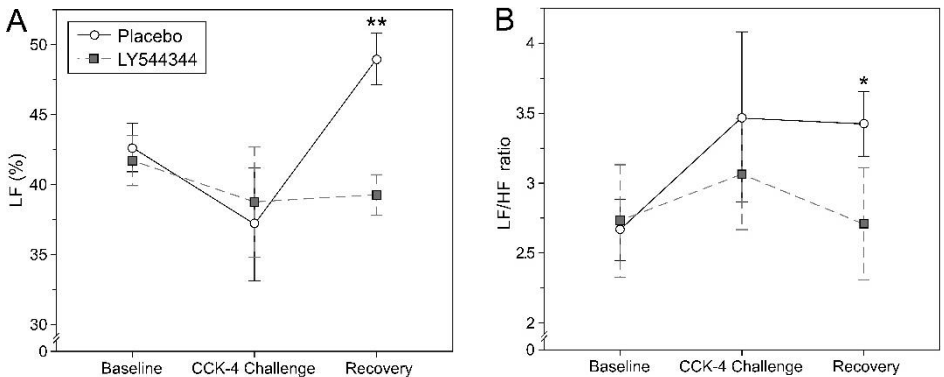 A
Placebo
LY544344
**
LF (%)
50
45
40
35
30
0
Baseline
CCK-4 Challenge
Recovery
B
*
LF/HF ratio
4
3.5
3
2.5
2
0
Baseline
CCK-4 Challenge
Recovery